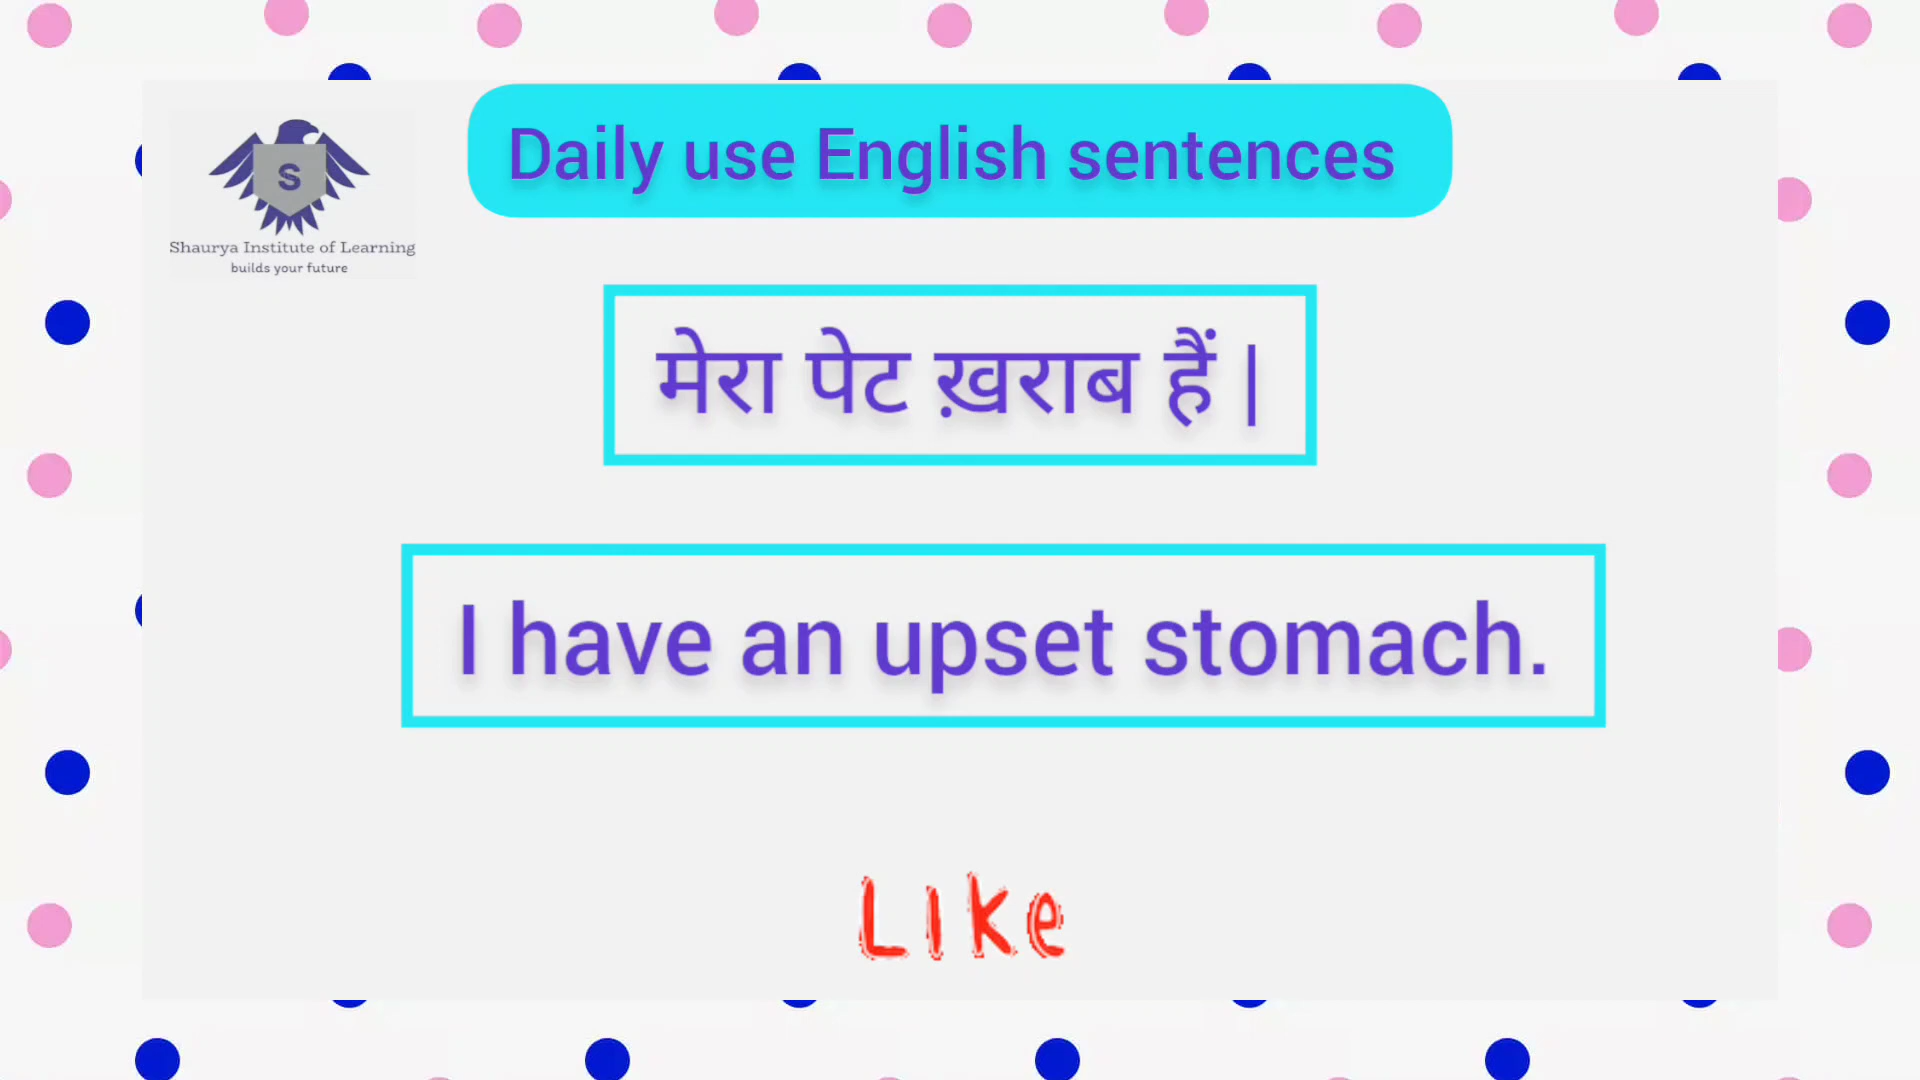 Daily use English sentences
S
Shaurya Institute of Learning
builds your future
मेरा पेट ख़राब हैं |
I have an upset stomach.
Like